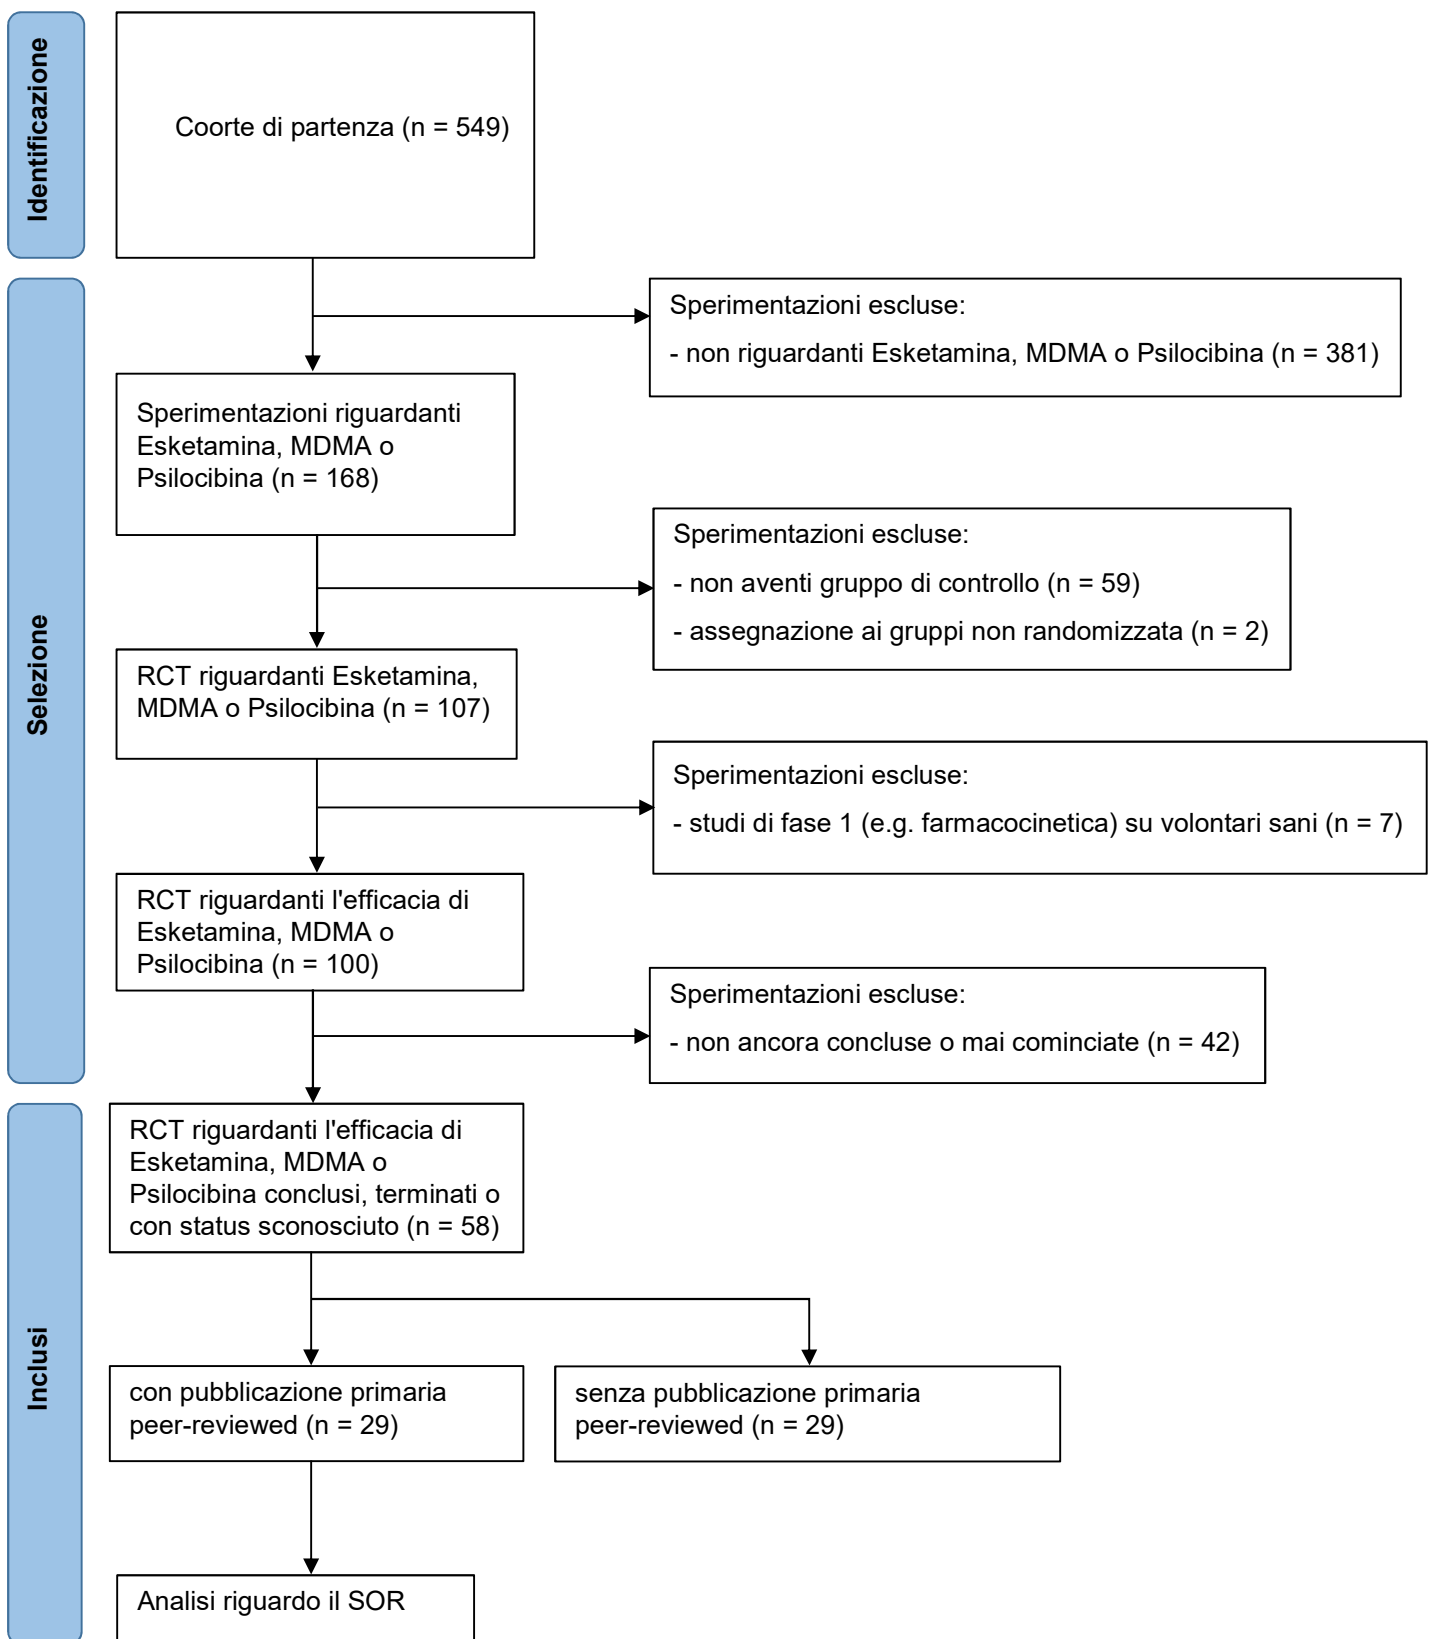 Identificazione
Coorte di partenza (n = 549)
Selezione
Sperimentazioni escluse:
- non riguardanti Esketamina, MDMA o Psilocibina (n = 381)
Sperimentazioni riguardanti
Esketamina, MDMA o
Psilocibina (n = 168)
Sperimentazioni escluse:
- non aventi gruppo di controllo (n = 59)
- assegnazione ai gruppi non randomizzata (n = 2)
RCT riguardanti Esketamina,
MDMA o Psilocibina (n = 107)
Sperimentazioni escluse:
- studi di fase 1 (e.g. farmacocinetica) su volontari sani (n = 7)
RCT riguardanti l'efficacia di
Esketamina, MDMA o
Psilocibina (n = 100)
Sperimentazioni escluse:
- non ancora concluse o mai cominciate (n = 42)
Inclusi
RCT riguardanti l'efficacia di
Esketamina, MDMA o
Psilocibina conclusi, terminati o
con status sconosciuto (n = 58)
con pubblicazione primaria
peer-reviewed (n = 29)
senza pubblicazione primaria
peer-reviewed (n = 29)
Analisi riguardo il SOR